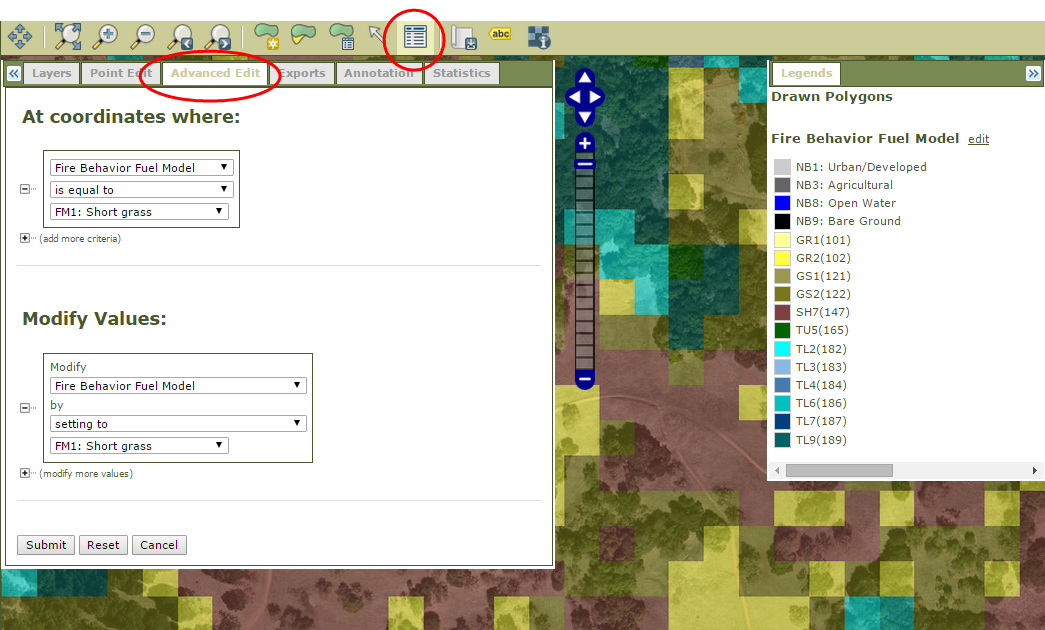 abc
Layers Point Edit Advanced Edit Exports Annotation Statistics
At coordinates where:
Fire Behavior Fuel Model
is equal to
FM1: Short grass
(add more criteria)
Modify Values:
Modify
Fire Behavior Fuel Model
by
setting to
FM1: Short grass
(modify more values)
Submit Reset Cancel
Legends
Drawn Polygons
Fire Behavior Fuel Model edit
NB1: Urban/Developed
NB3: Agricultural
NB8: Open Water
NB9: Bare Ground
GR1(101)
GR2(102)
GS1(121)
GS2(122)
SH7(147)
TU5(165)
TL2(182)
TL3(183)
TL4(184)
TL6(186)
TL7(187)
TL9(189)